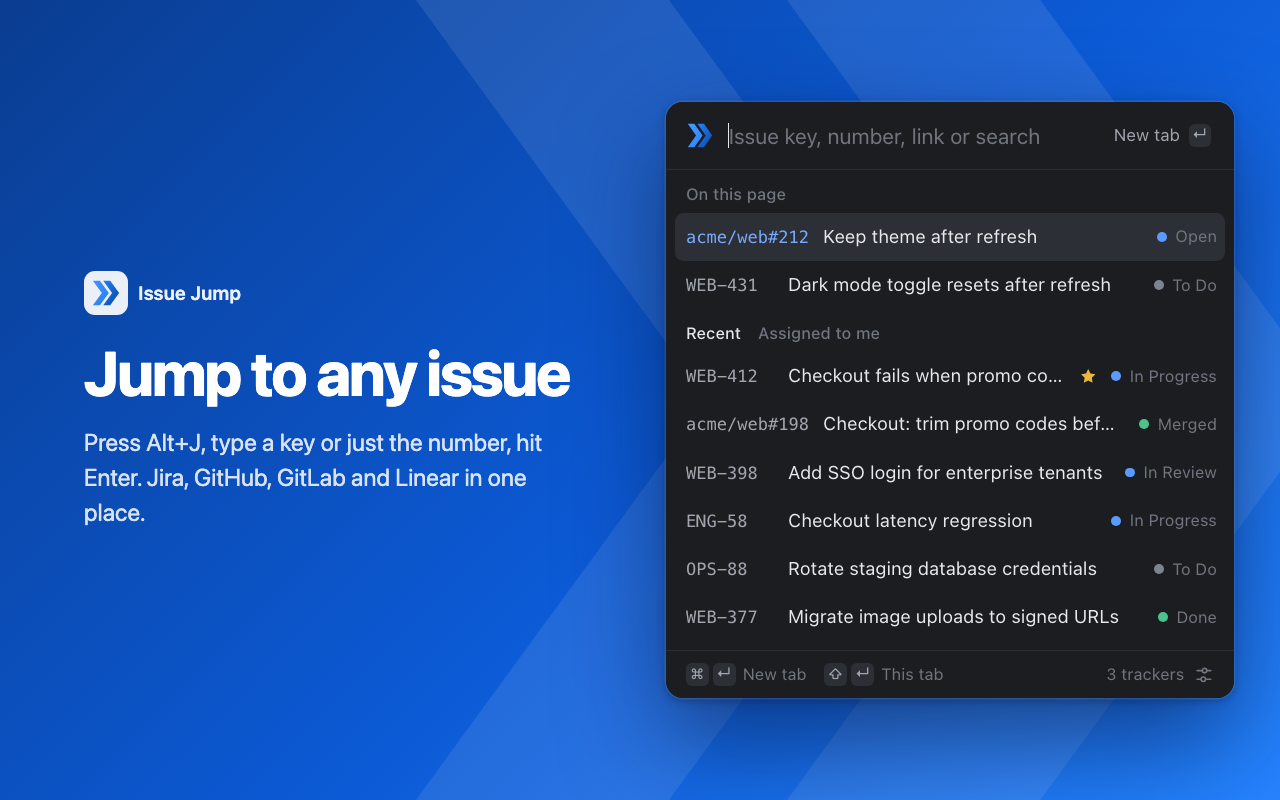 Issue Jump
Jump to any issue
Press Alt+J, type a key or just the number, hit
Enter. Jira, GitHub, GitLab and Linear in one
place.
Issue key, number, link or search New tab ↵
On this page
acme/web#212 Keep theme after refresh Open
WEB-431 Dark mode toggle resets after refresh To Do
Recent Assigned to me
WEB-412 Checkout fails when promo co... In Progress
acme/web#198 Checkout: trim promo codes bef... Merged
WEB-398 Add SSO login for enterprise tenants In Review
ENG-58 Checkout latency regression In Progress
OPS-88 Rotate staging database credentials To Do
WEB-377 Migrate image uploads to signed URLs Done
⌘ ↵ New tab ⇧ ↵ This tab 3 trackers